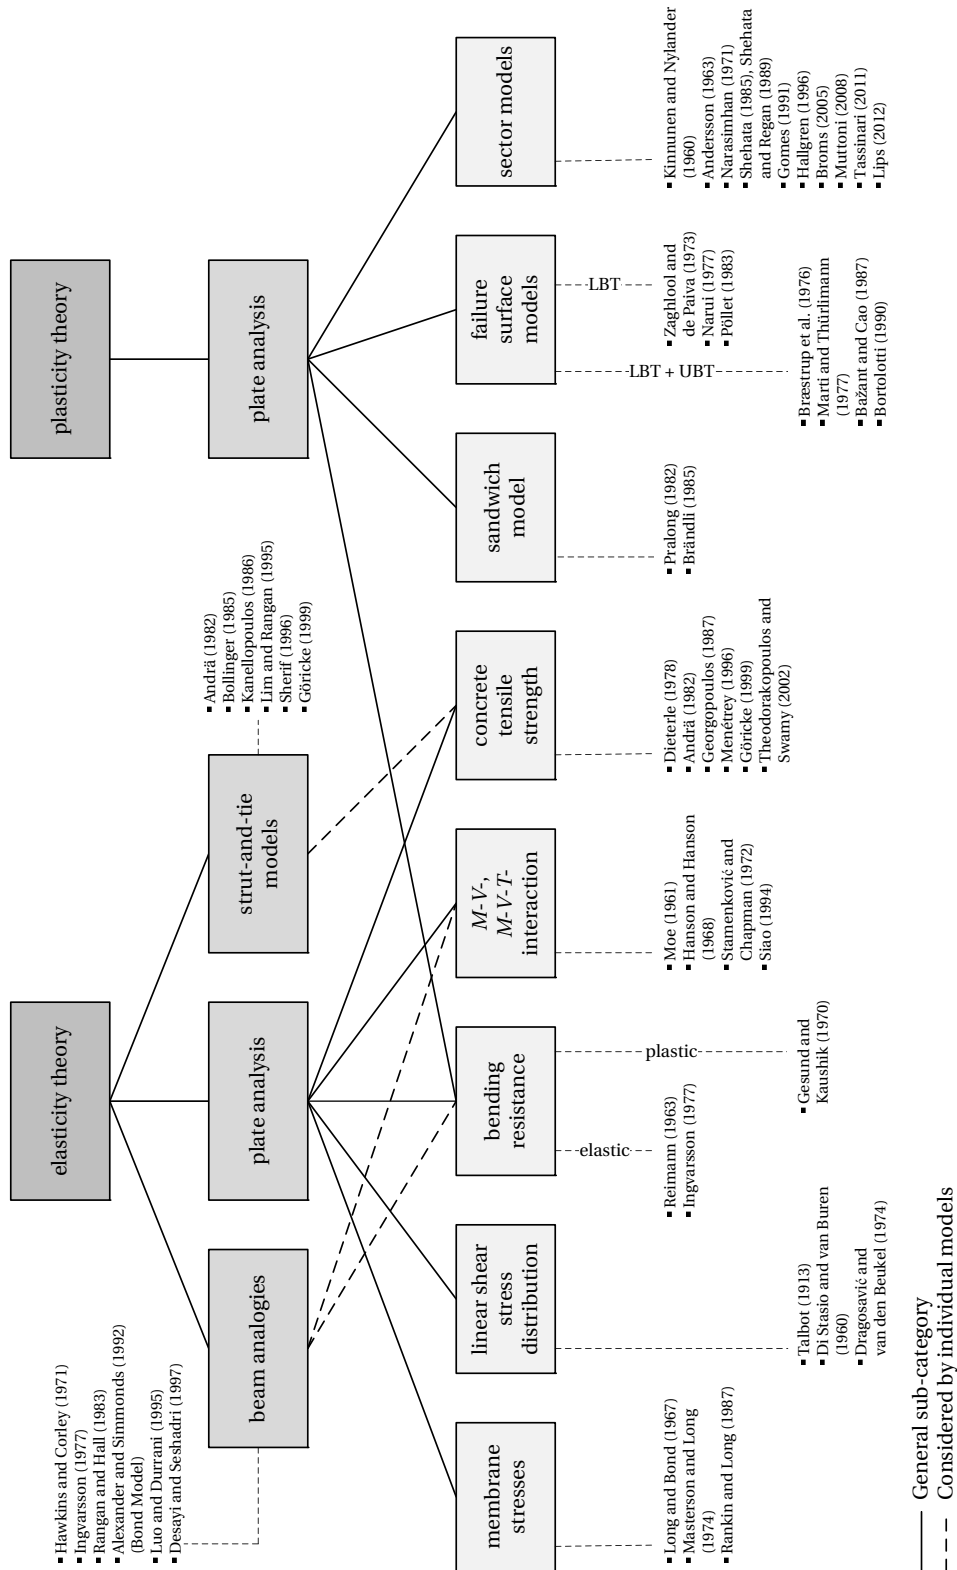 elasticity theory
plasticity theory
Hawkins and Corley (1971)
Ingvarsson (1977)
Rangan and Hall (1983)
Alexander and Simmonds (1992)
(Bond Model)
Luo and Durrani (1995)
Desayi and Seshadri (1997)
beam analogies
plate analysis
strut-and-tie
models
Andrä (1982)
Bollinger (1985)
Kanellopoulos (1986)
Lim and Rangan (1995)
Sherif (1996)
Göricke (1999)
plate analysis
membrane
stresses
linear shear
stress
distribution
bending
resistance
M-V-,
M-V-T-
interaction
concrete
tensile
strength
sandwich
model
failure
surface
models
sector models
Long and Bond (1967)
Masterson and Long
(1974)
Rankin and Long (1987)
Talbot (1913)
Di Stasio and van Buren
(1960)
Dragosavić and
van den Beukel (1974)
elastic
Reimann (1963)
Ingvarsson (1977)
plastic
Gesund and
Kaushik (1970)
Moe (1961)
Hanson and Hanson
(1968)
Stamenković and
Chapman (1972)
Siao (1994)
Dieterle (1978)
Andrä (1982)
Georgopoulos (1987)
Menétrey (1996)
Göricke (1999)
Theodorakopoulos and
Swamy (2002)
Pralong (1982)
Brändli (1985)
LBT + UBT
Bræstrup et al. (1976)
Marti and Thürlimann
(1977)
Bažant and Cao (1987)
Bortolotti (1990)
LBT
Zaghlool and
de Paiva (1973)
Narui (1977)
Pöllet (1983)
Kinnunen and Nylander
(1960)
Andersson (1963)
Narasimhan (1971)
Shehata (1985), Shehata
and Regan (1989)
Gomes (1991)
Hallgren (1996)
Broms (2005)
Muttoni (2008)
Tassinari (2011)
Lips (2012)
General sub-category
Considered by individual models